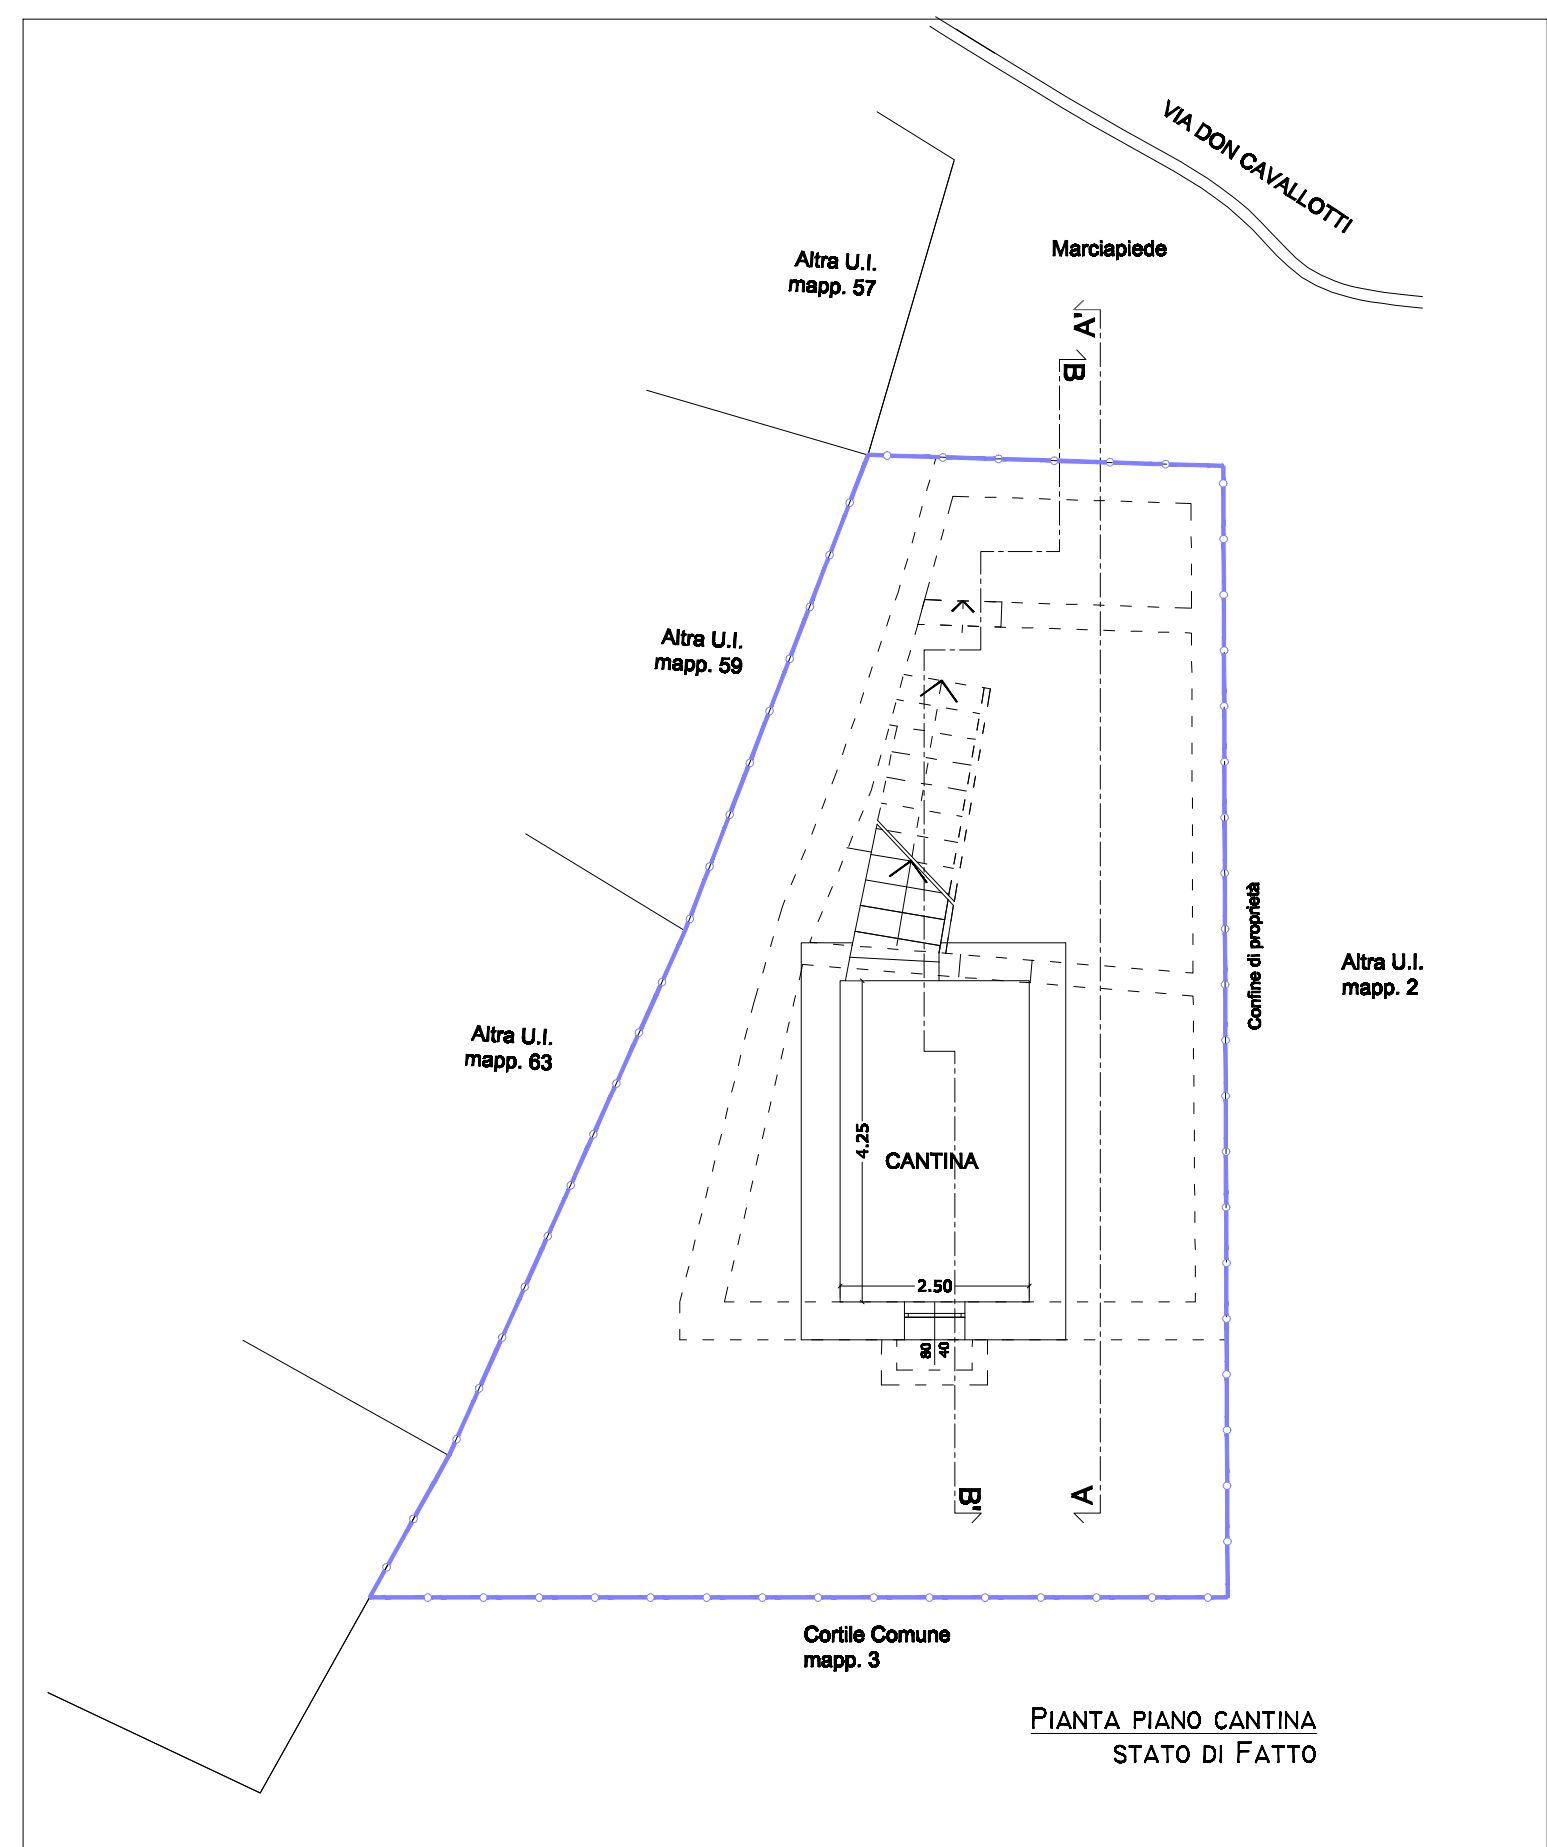 VIA DON CAVALLOTTI
Marciapiede
Altra U.I.
mapp. 57
A'
B
Altra U.I.
mapp. 59
Confine di proprietà
Altra U.I.
mapp. 2
Altra U.I.
mapp. 63
4.25
CANTINA
2.50
80
40
B'
A
Cortile Comune
mapp. 3
PIANTA PIANO CANTINA
STATO DI FATTO